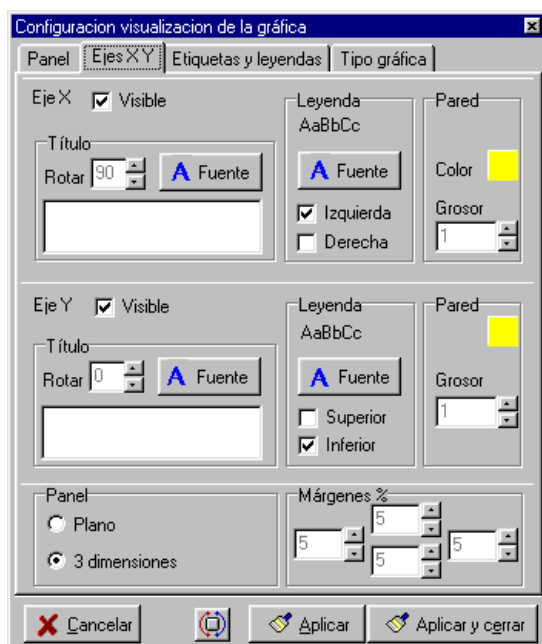 Configuracion visualizacion de la gráfica
Panel Ejes X Y Etiquetas y leyendas Tipo gráfica
Eje X Visible
Título
Rotar 90 A Fuente
Leyenda
AaBbCc
A Fuente
Izquierda
Derecha
Pared
Color
Grosor
1
Eje Y Visible
Título
Rotar 0 A Fuente
Leyenda
AaBbCc
A Fuente
Superior
Inferior
Pared
Grosor
1
Panel
Plano
3 dimensiones
Márgenes %
5
5 5
5
Cancelar Aplicar Aplicar y cerrar